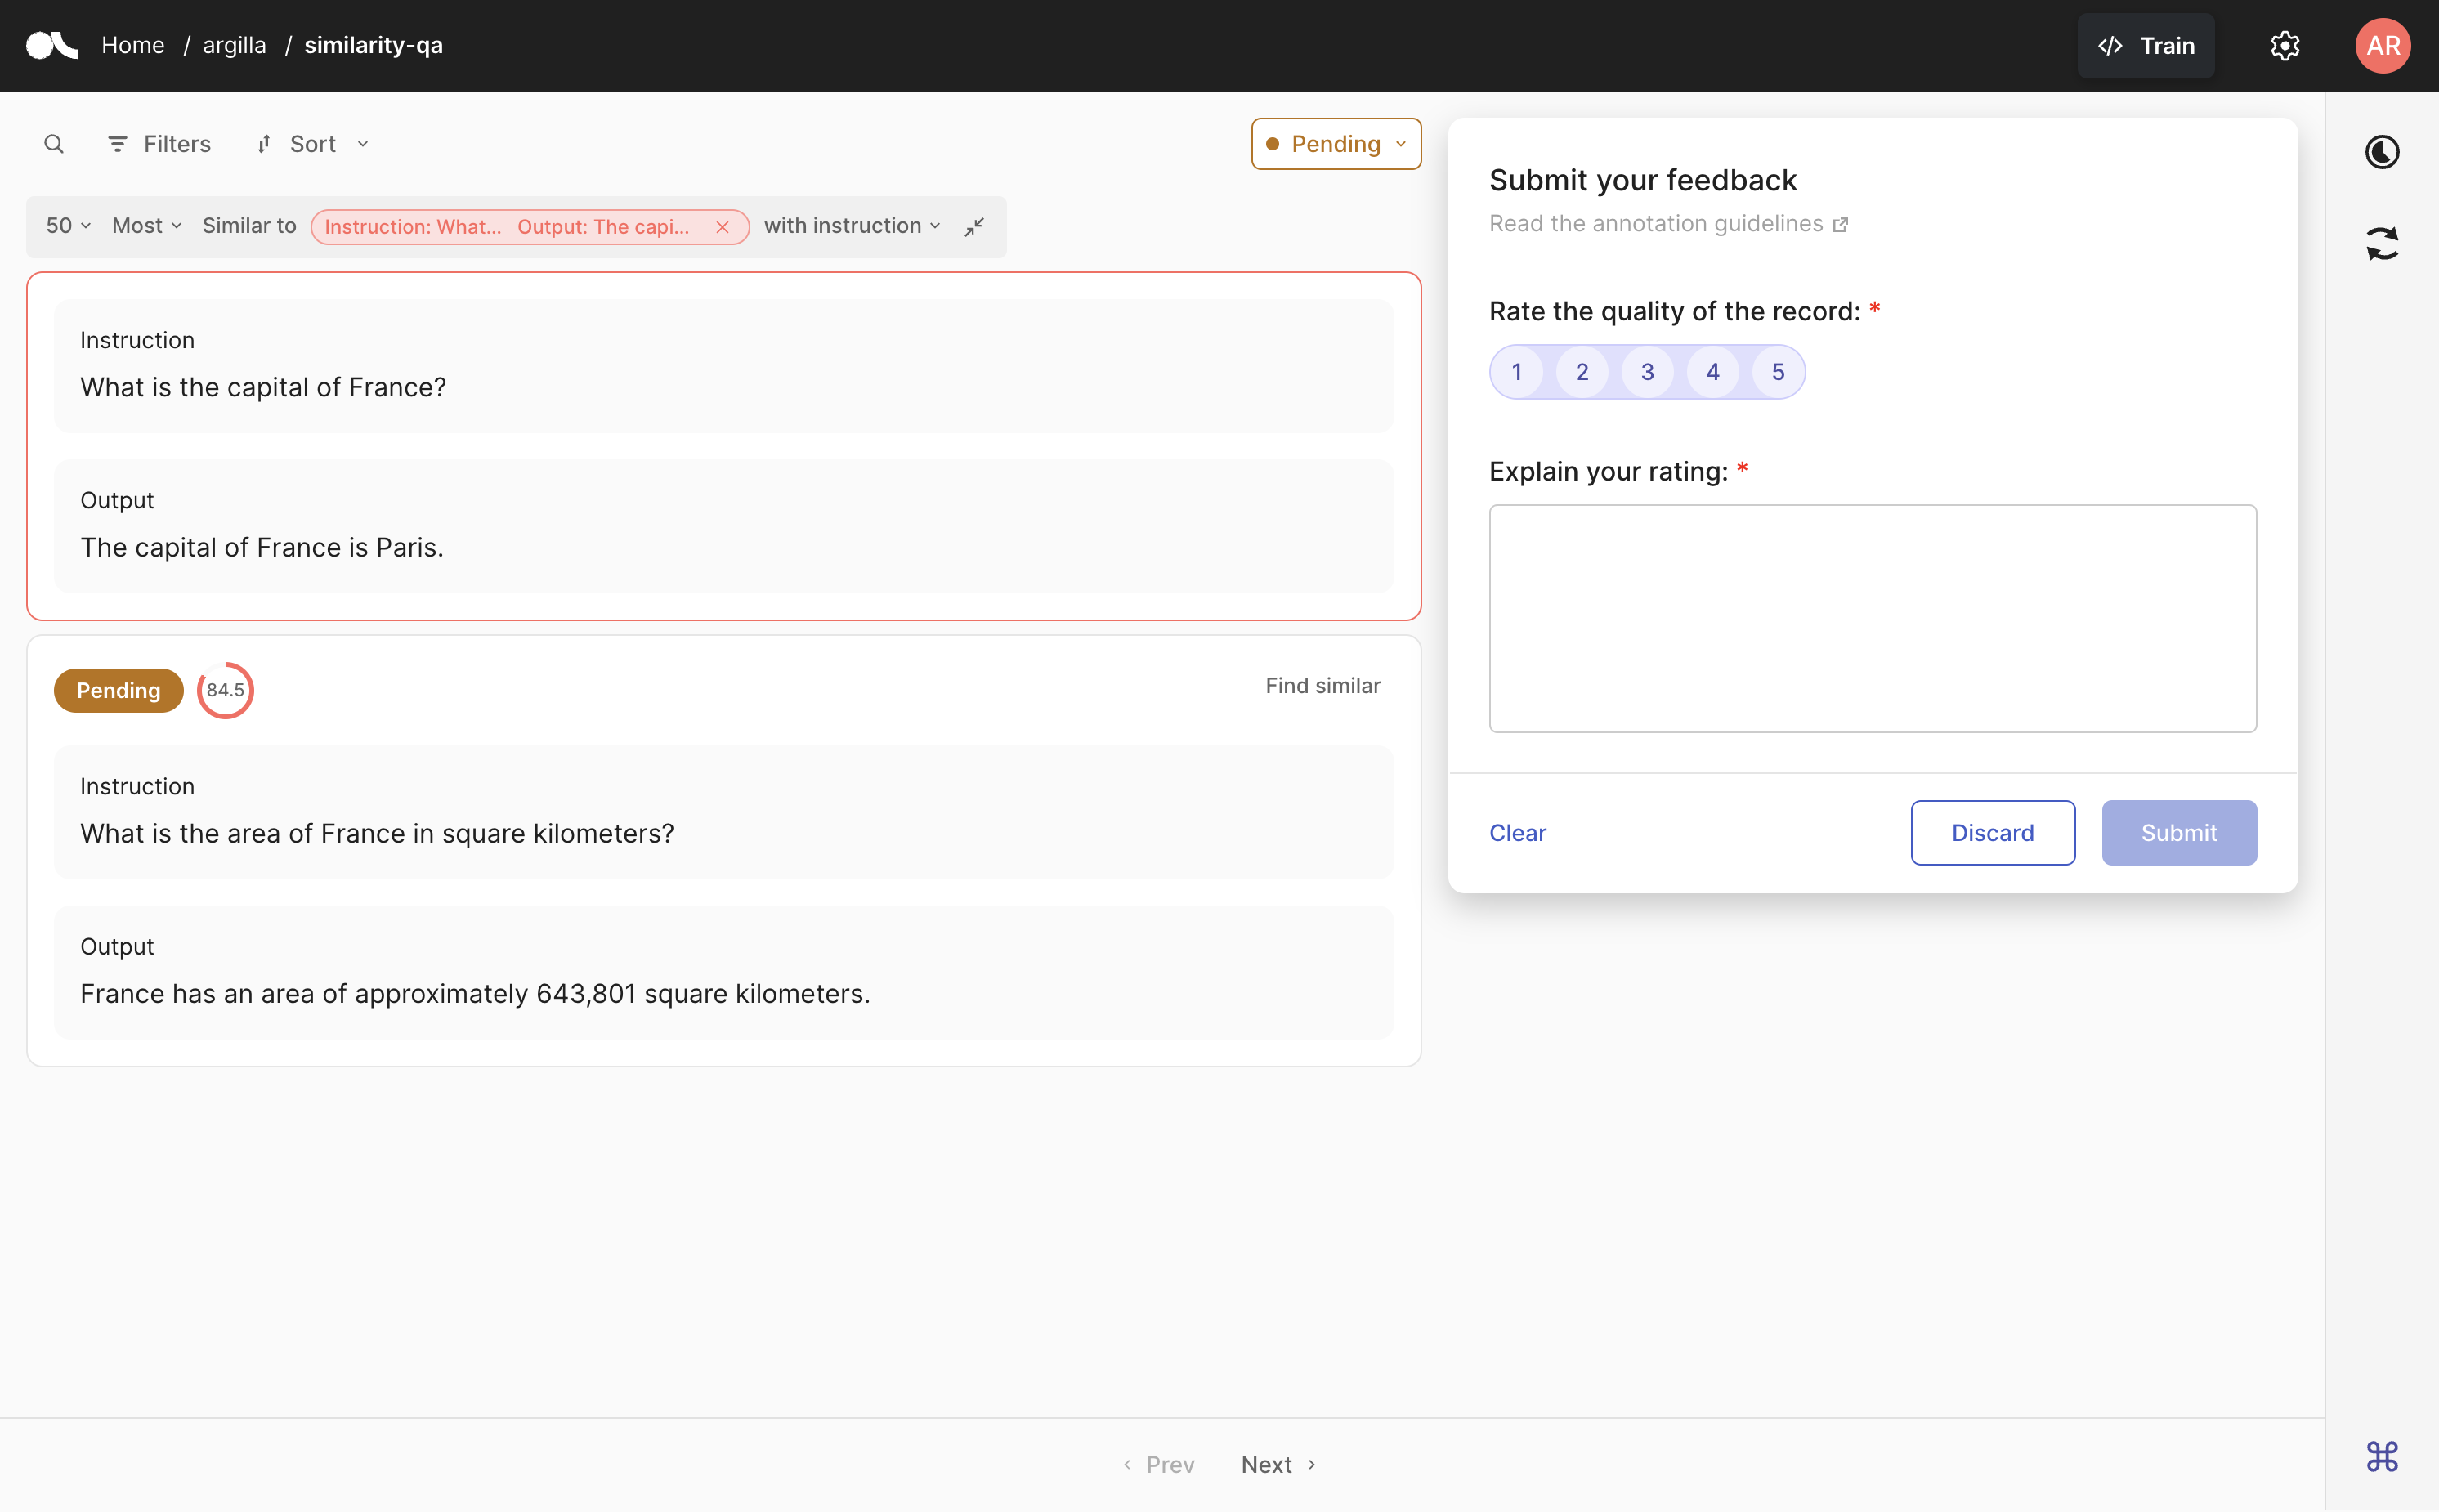 Home / argilla / similarity-qa
Train
AR
Filters
Sort
Pending
50 Most Similar to Instruction: What... Output: The capi... with instruction
Instruction
What is the capital of France?
Output
The capital of France is Paris.
Pending
84.5
Find similar
Instruction
What is the area of France in square kilometers?
Output
France has an area of approximately 643,801 square kilometers.
Submit your feedback
Read the annotation guidelines
Rate the quality of the record: *
1 2 3 4 5
Explain your rating: *
Clear
Discard
Submit
Prev
Next